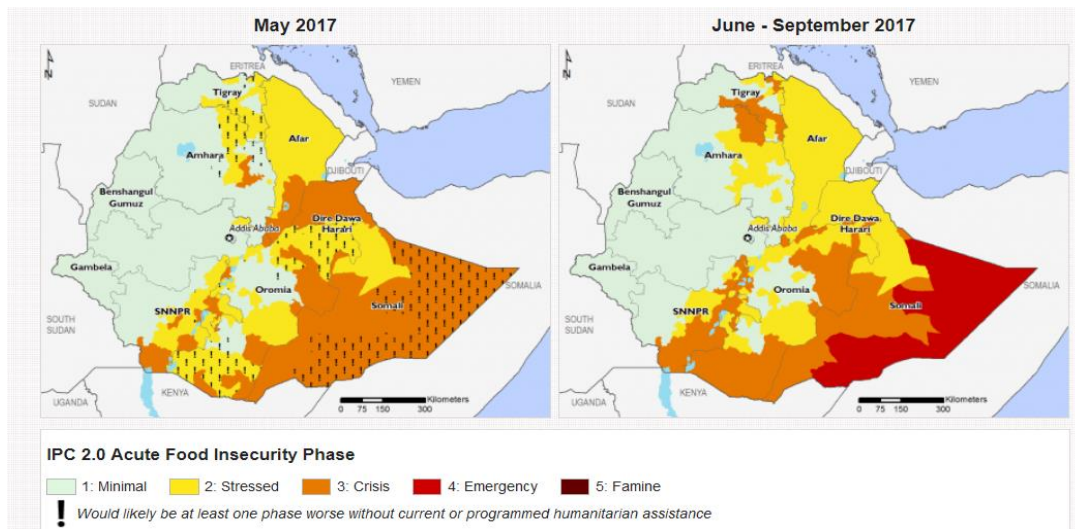 May 2017
June - September 2017
N
ERITREA
YEMEN
SUDAN
Tigray
Afar
Amhara
DJIBOUTI
Benshangul
Gumuz
Dire Dawa
Harari
Addis Ababa
Gambela
Oromia
Somali
SOMALIA
SNNPR
SOUTH
SUDAN
KENYA
UGANDA
Kilometers
0 75 150 300
N
ERITREA
YEMEN
SUDAN
Tigray
Afar
Amhara
DJIBOUTI
Benshangul
Gumuz
Dire Dawa
Harari
Addis Ababa
Gambela
Oromia
Somali
SOMALIA
SNNPR
SOUTH
SUDAN
KENYA
UGANDA
Kilometers
0 75 150 300
IPC 2.0 Acute Food Insecurity Phase
1: Minimal 2: Stressed 3: Crisis 4: Emergency 5: Famine
! Would likely be at least one phase worse without current or programmed humanitarian assistance